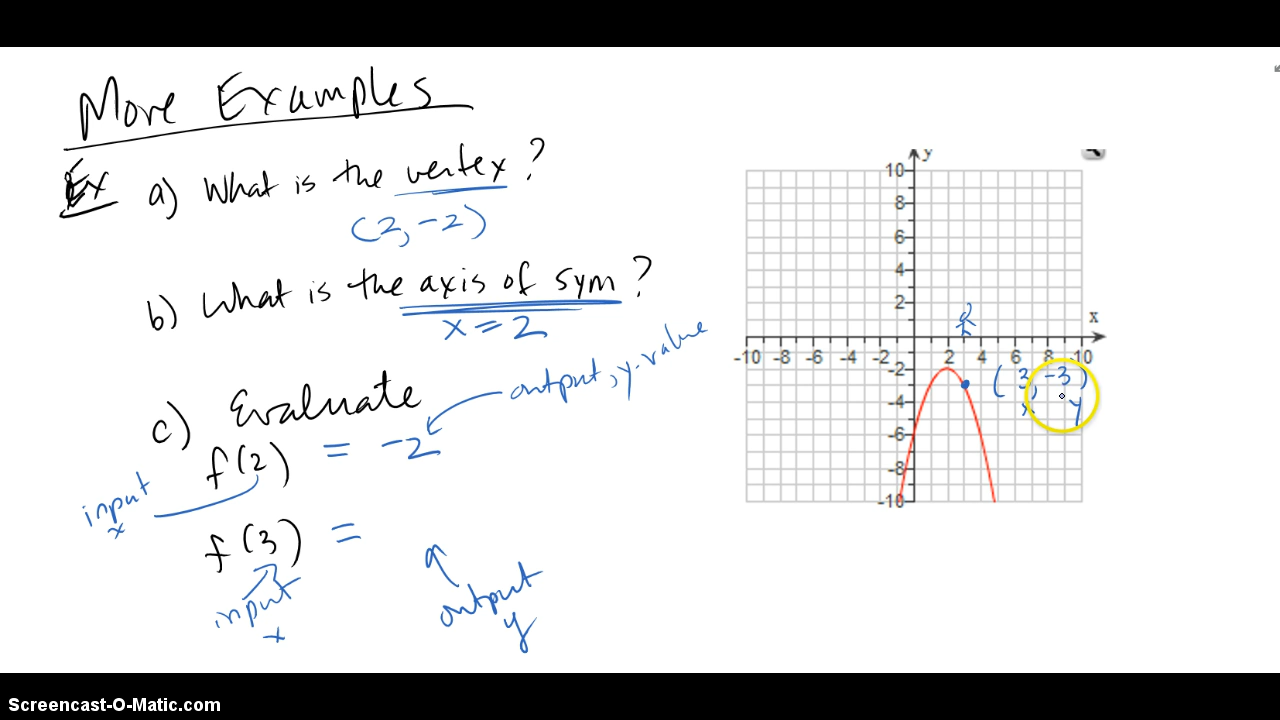 More Examples
Ex a) What is the vertex?
(2, -2)
b) What is the axis of sym?
x = 2
c) Evaluate
f(2) = -2
output, y-value
input
x
f(3) =
input
x
output
y
y
10
8
6
4
2
x
-10 -8 -6 -4 -2 2 4 6 8 10
-2
-4
-6
-8
-10
(3, -3)
x y
Screencast-O-Matic.com